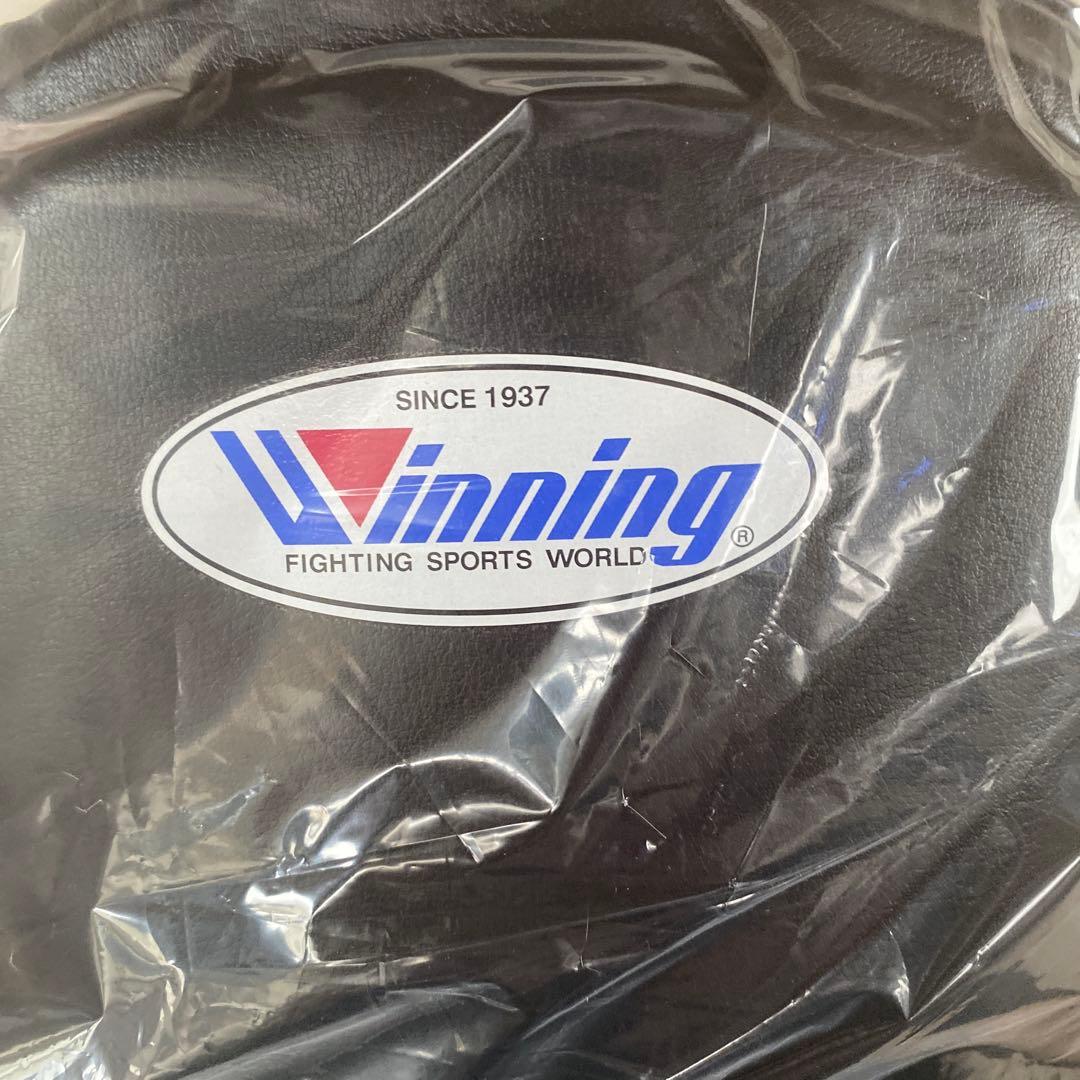 SINCE 1937
Winning ®
FIGHTING SPORTS WORLD